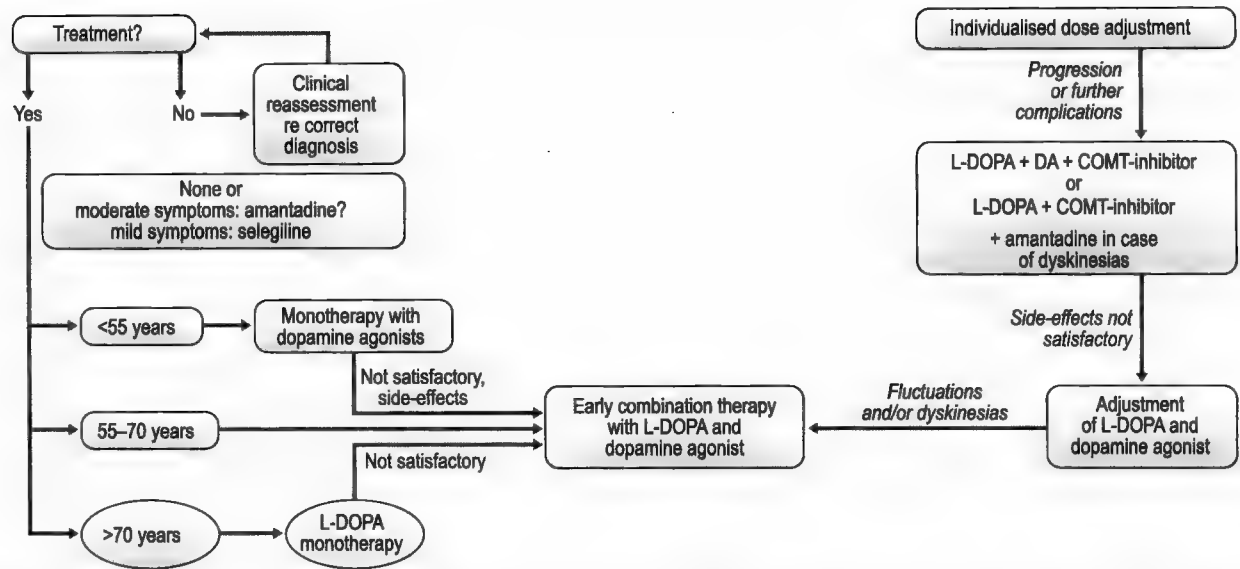 Treatment?
Yes
No
Clinical
reassessment
re correct
diagnosis
None or
moderate symptoms: amantadine?
mild symptoms: selegiline
<55 years
Monotherapy with
dopamine agonists
Not satisfactory,
side-effects
55–70 years
Early combination therapy
with L-DOPA and
dopamine agonist
Not satisfactory
>70 years
L-DOPA
monotherapy
Individualised dose adjustment
Progression
or further
complications
L-DOPA + DA + COMT-inhibitor
or
L-DOPA + COMT-inhibitor
+ amantadine in case
of dyskinesias
Side-effects not
satisfactory
Adjustment
of L-DOPA and
dopamine agonist
Fluctuations
and/or dyskinesias